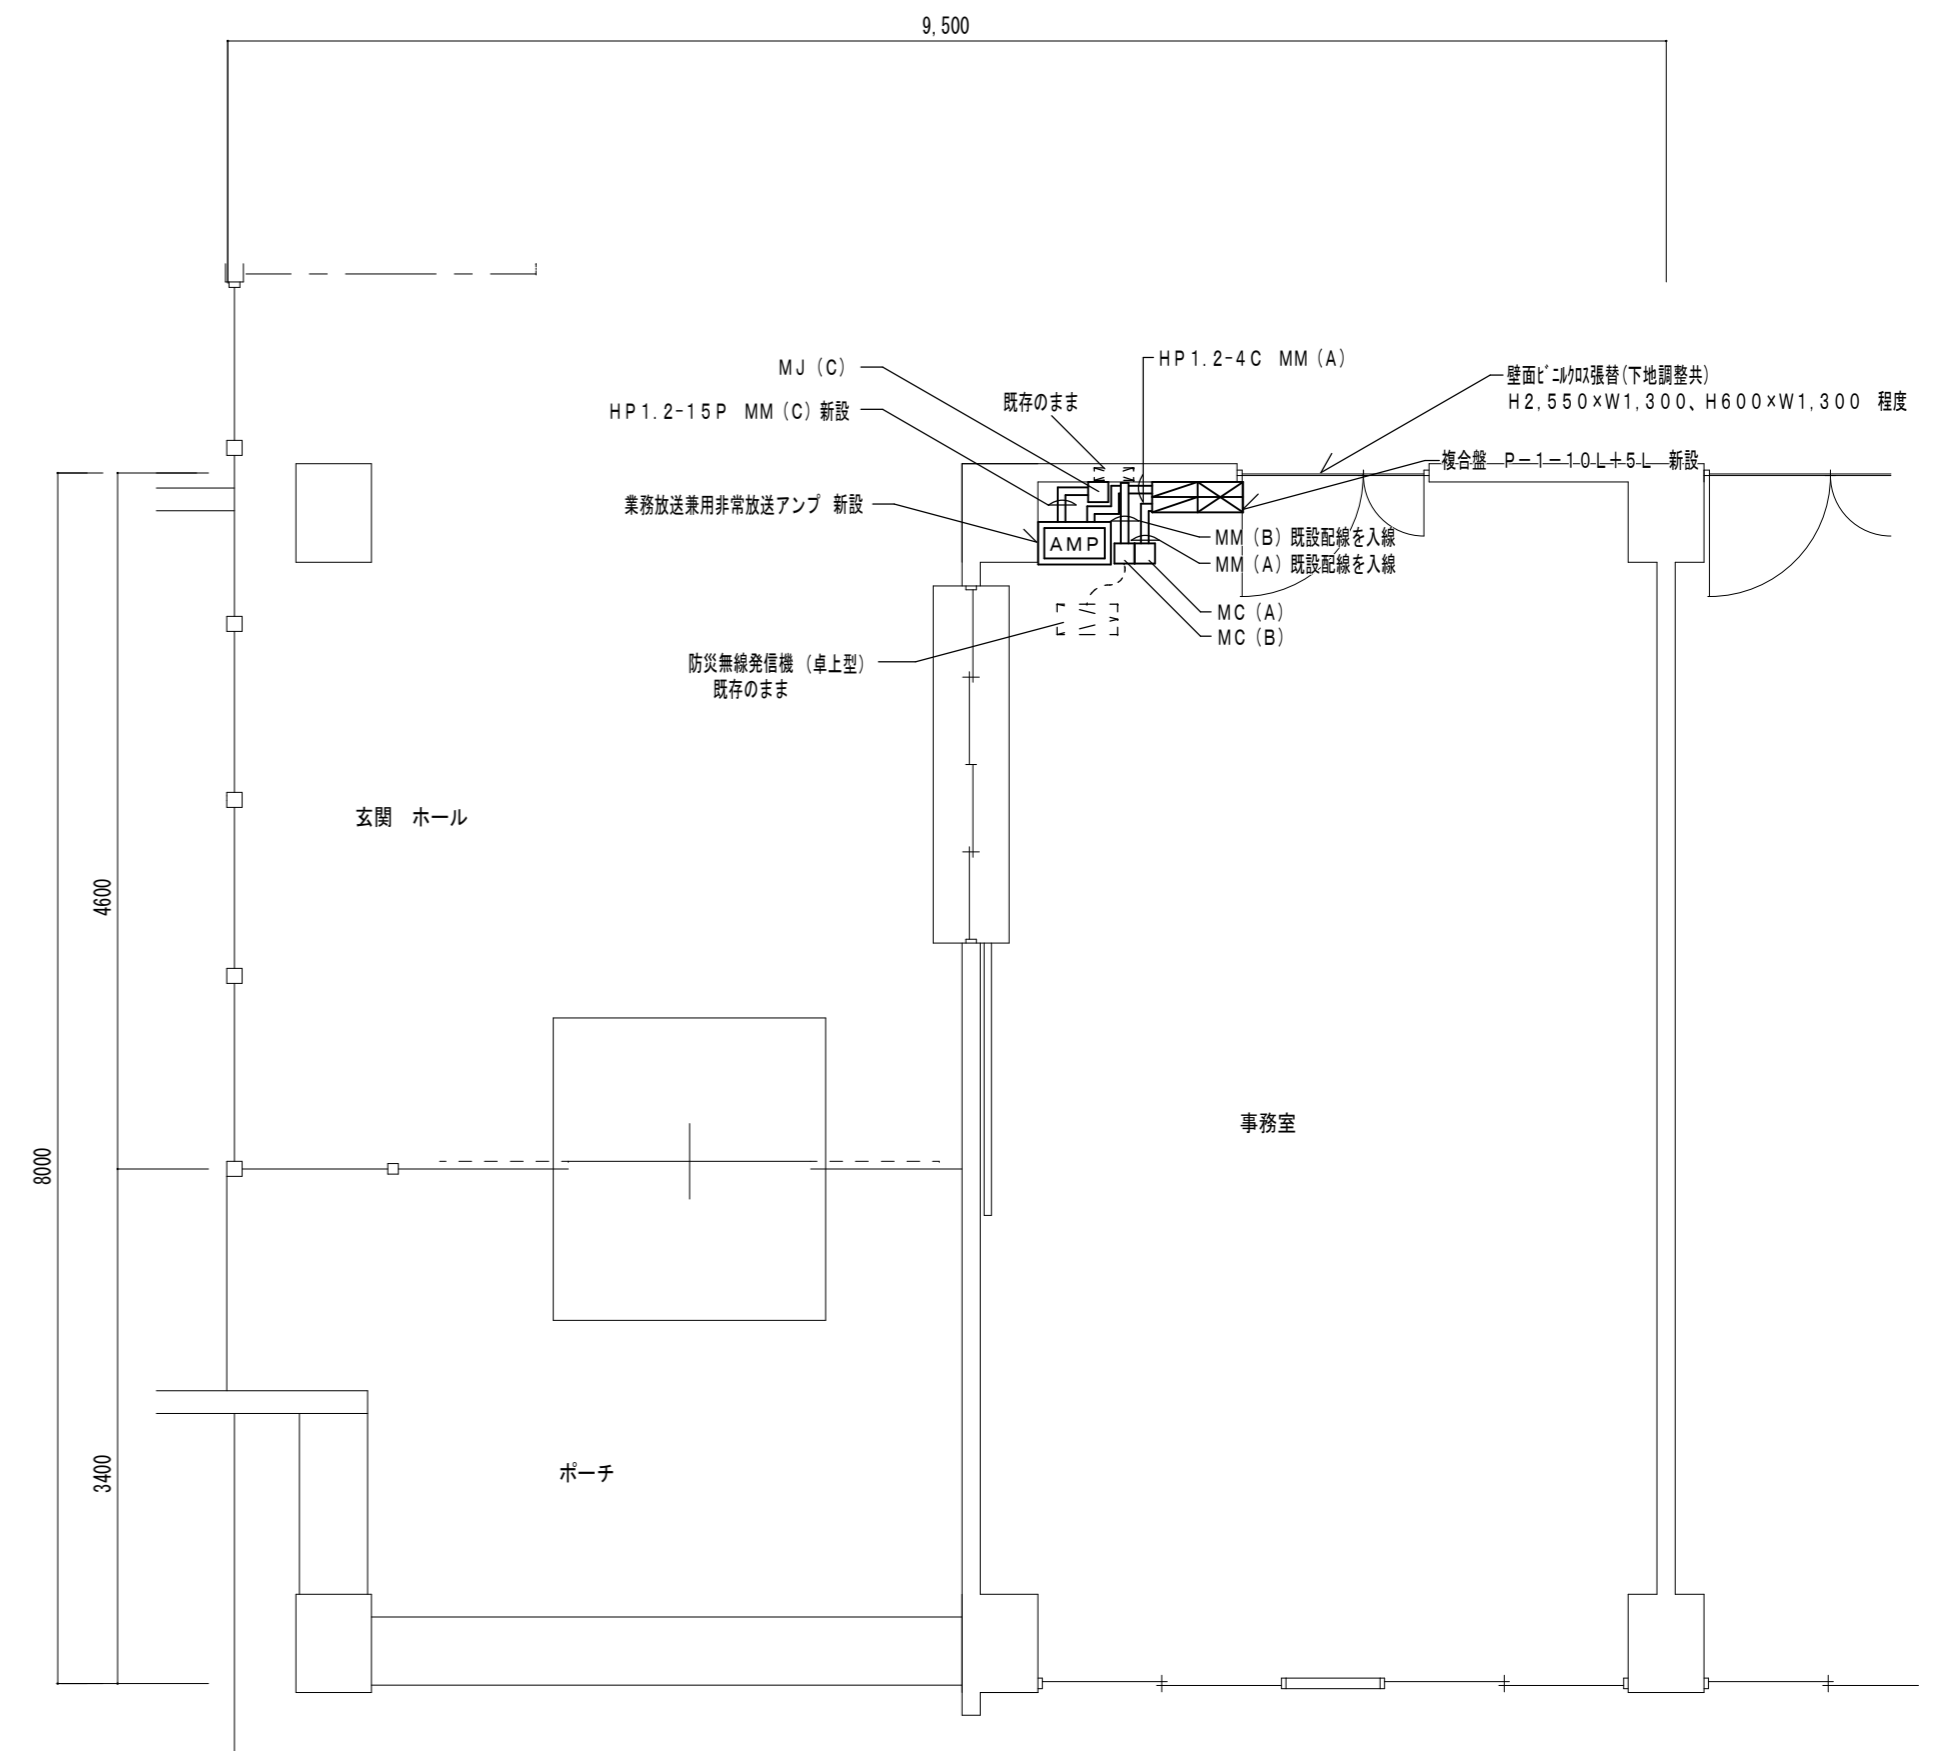 9,500
MJ（C）
HP1.2-4C　MM（A）
壁面ﾋﾞﾆﾙｸﾛｽ張替(下地調整共)
H2,550×W1,300、H600×W1,300　程度
HP1.2-15P　MM（C）新設
既存のまま
複合盤　P－1－10L＋5L　新設
業務放送兼用非常放送アンプ　新設
AMP
MM（B）既設配線を入線
MM（A）既設配線を入線
MC（A）
MC（B）
防災無線発信機（卓上型）
既存のまま
玄関　ホール
4600
8000
事務室
3400
ポーチ